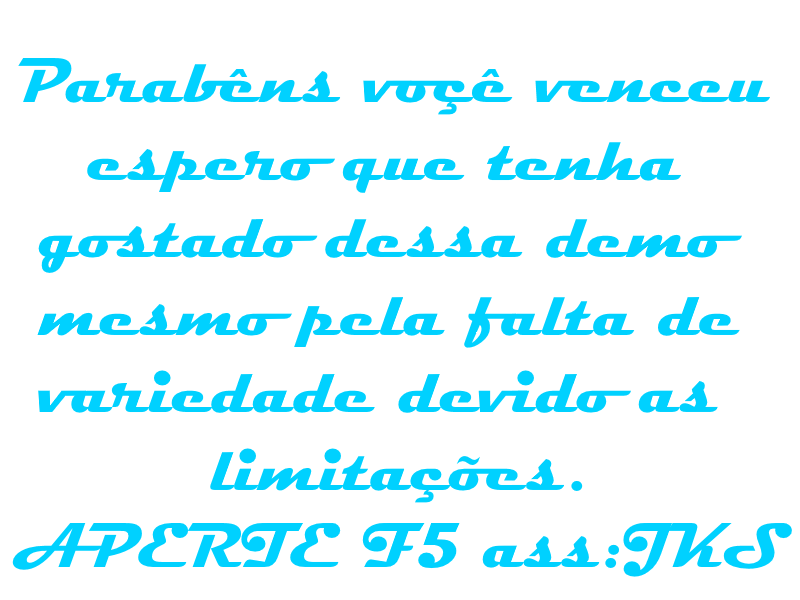 Parabêns voçê venceu
espero que tenha
gostado dessa demo
mesmo pela falta de
variedade devido as
limitações.
APERTE F5 ass:JKS